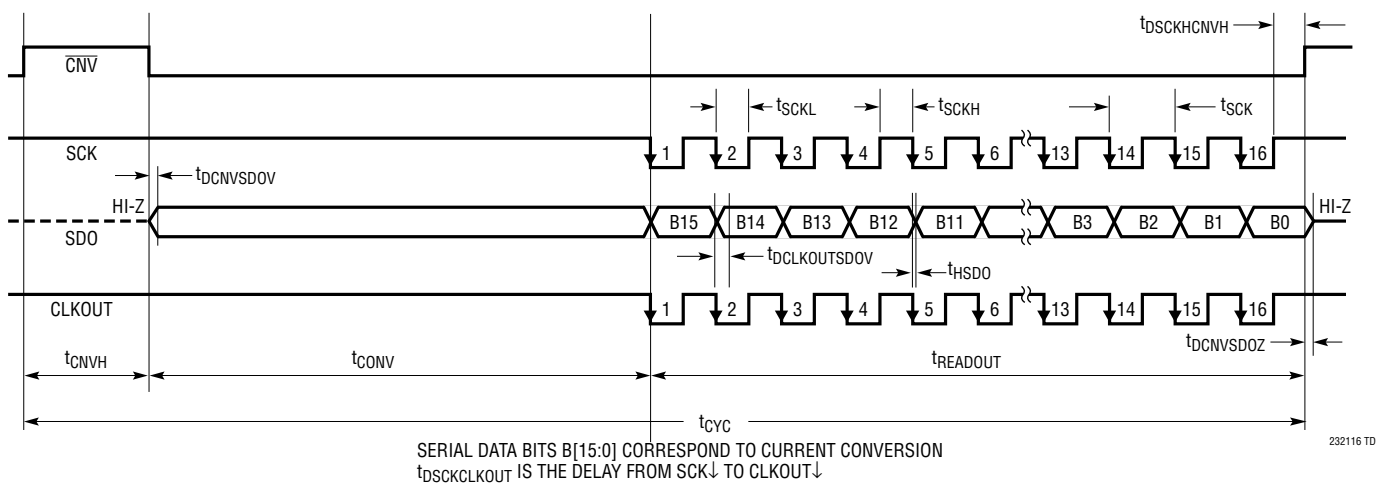 tDSCKHCNVH
CNV
tSCKL
tSCKH
tSCK
SCK
1 2 3 4 5 6 13 14 15 16
tDCNVSDOV
HI-Z
SDO
B15 B14 B13 B12 B11 B3 B2 B1 B0
HI-Z
tDCLKOUTSDOV
tHSDO
CLKOUT
1 2 3 4 5 6 13 14 15 16
tDCNVSDOZ
tCNVH
tCONV
tREADOUT
tCYC
SERIAL DATA BITS B[15:0] CORRESPOND TO CURRENT CONVERSION
tDSCKCLKOUT IS THE DELAY FROM SCK↓ TO CLKOUT↓
232116 TD